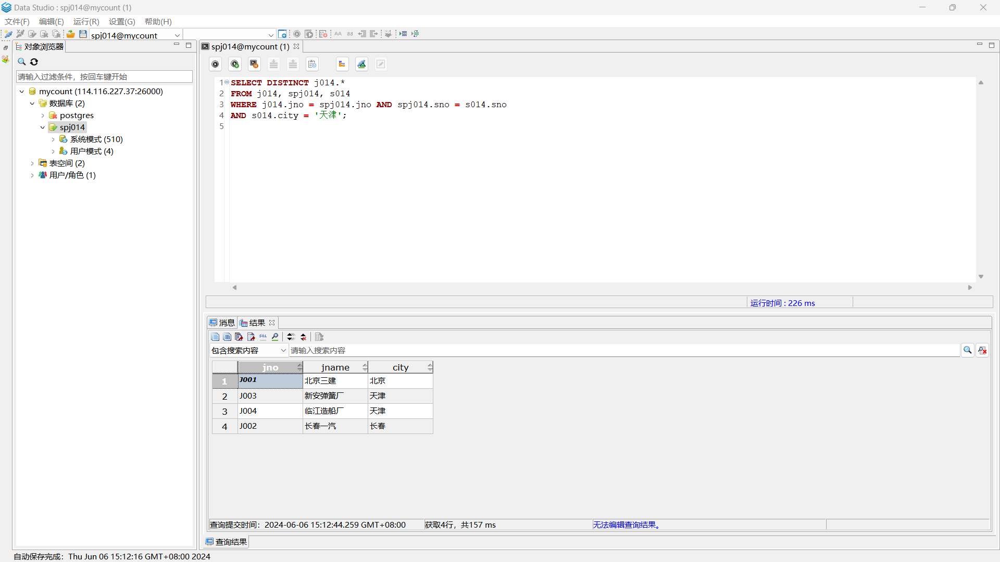 Data Studio : spj014@mycount (1)
文件(F) 编辑(E) 运行(R) 设置(G) 帮助(H)
spj014@mycount
AA aa
对象浏览器
请输入过滤条件，按回车键开始
mycount (114.116.227.37:26000)
数据库 (2)
postgres
spj014
系统模式 (510)
用户模式 (4)
表空间 (2)
用户/角色 (1)
spj014@mycount (1)
1 SELECT DISTINCT j014.*
2 FROM j014, spj014, s014
3 WHERE j014.jno = spj014.jno AND spj014.sno = s014.sno
4 AND s014.city = '天津';
5
运行时间 : 226 ms
消息 结果
SQL
包含搜索内容 请输入搜索内容
jno jname city
1 J001 北京三建 北京
2 J003 新安弹簧厂 天津
3 J004 临江造船厂 天津
4 J002 长春一汽 长春
查询提交时间：2024-06-06 15:12:44.259 GMT+08:00 获取4行，共157 ms 无法编辑查询结果。
查询结果
自动保存完成：Thu Jun 06 15:12:16 GMT+08:00 2024